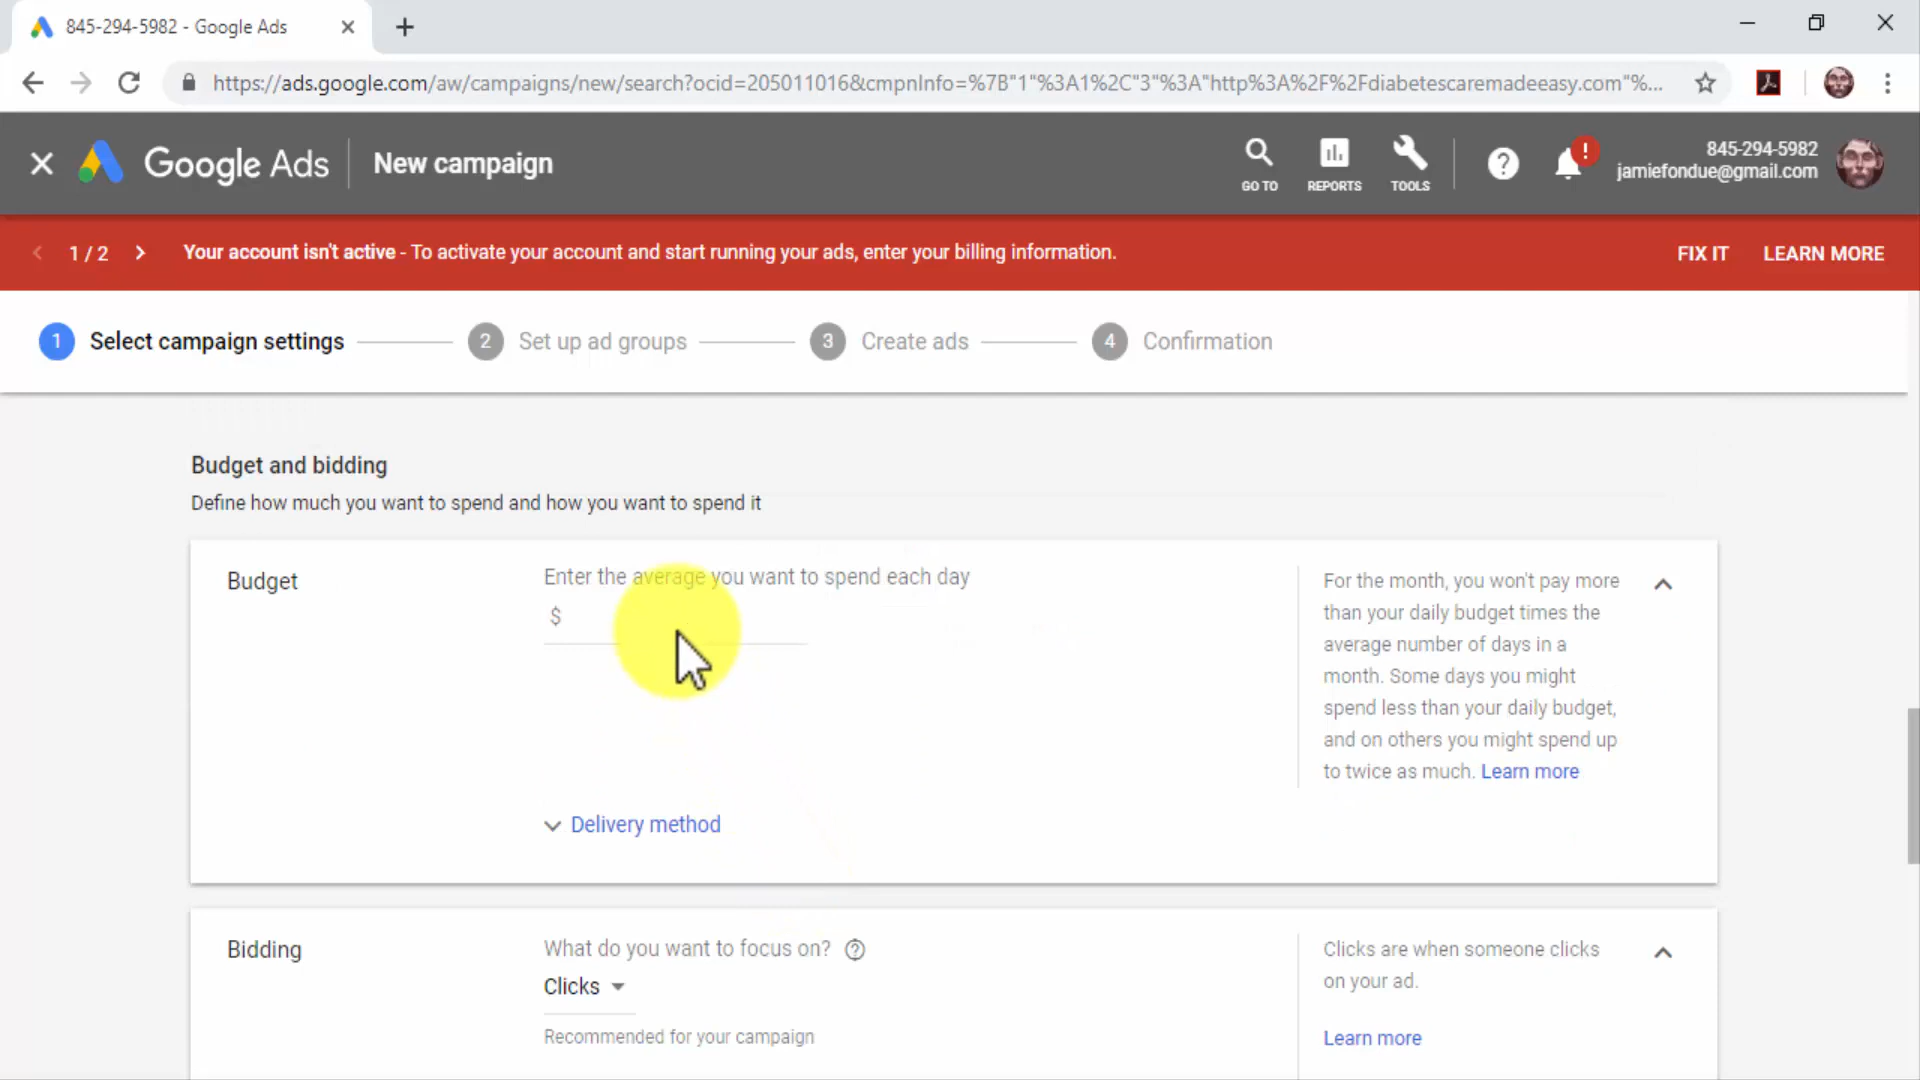 845-294-5982 - Google Ads
https://ads.google.com/aw/campaigns/new/search?ocid=205011016&cmpnInfo=%7B"1"%3A1%2C"3"%3A"http%3A%2F%2Fdiabetescaremadeeasy.com"%...
Google Ads
New campaign
GO TO
REPORTS
TOOLS
?
!
845-294-5982
jamiefondue@gmail.com
1 / 2
Your account isn't active - To activate your account and start running your ads, enter your billing information.
FIX IT
LEARN MORE
1 Select campaign settings
2 Set up ad groups
3 Create ads
4 Confirmation
Budget and bidding
Define how much you want to spend and how you want to spend it
Budget
Enter the average you want to spend each day
$
For the month, you won't pay more
than your daily budget times the
average number of days in a
month. Some days you might
spend less than your daily budget,
and on others you might spend up
to twice as much. Learn more
Delivery method
Bidding
What do you want to focus on? ?
Clicks
Recommended for your campaign
Clicks are when someone clicks
on your ad.
Learn more